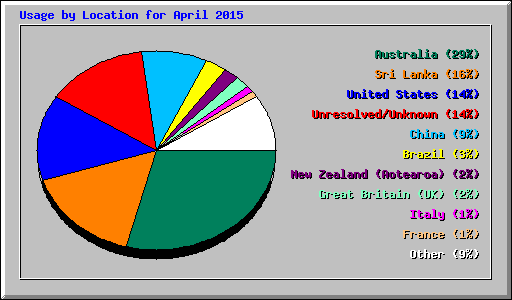 Usage by Location for April 2015
Australia (29%)
Sri Lanka (16%)
United States (14%)
Unresolved/Unknown (14%)
China (9%)
Brazil (3%)
New Zealand (Aotearoa) (2%)
Great Britain (UK) (2%)
Italy (1%)
France (1%)
Other (9%)